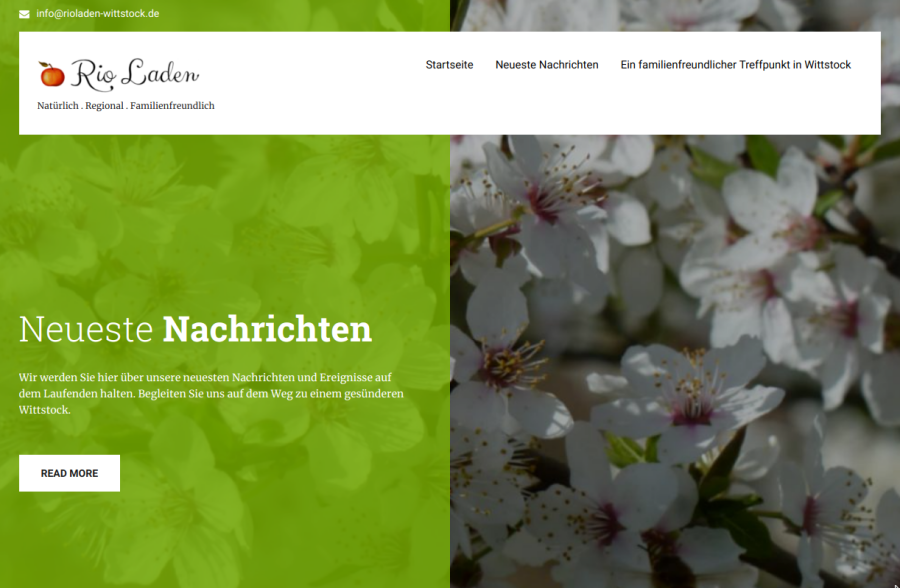 info@rioladen-wittstock.de
Rio Laden
Natürlich . Regional . Familienfreundlich
Startseite Neueste Nachrichten Ein familienfreundlicher Treffpunkt in Wittstock
Neueste Nachrichten
Wir werden Sie hier über unsere neuesten Nachrichten und Ereignisse auf
dem Laufenden halten. Begleiten Sie uns auf dem Weg zu einem gesünderen
Wittstock.
READ MORE